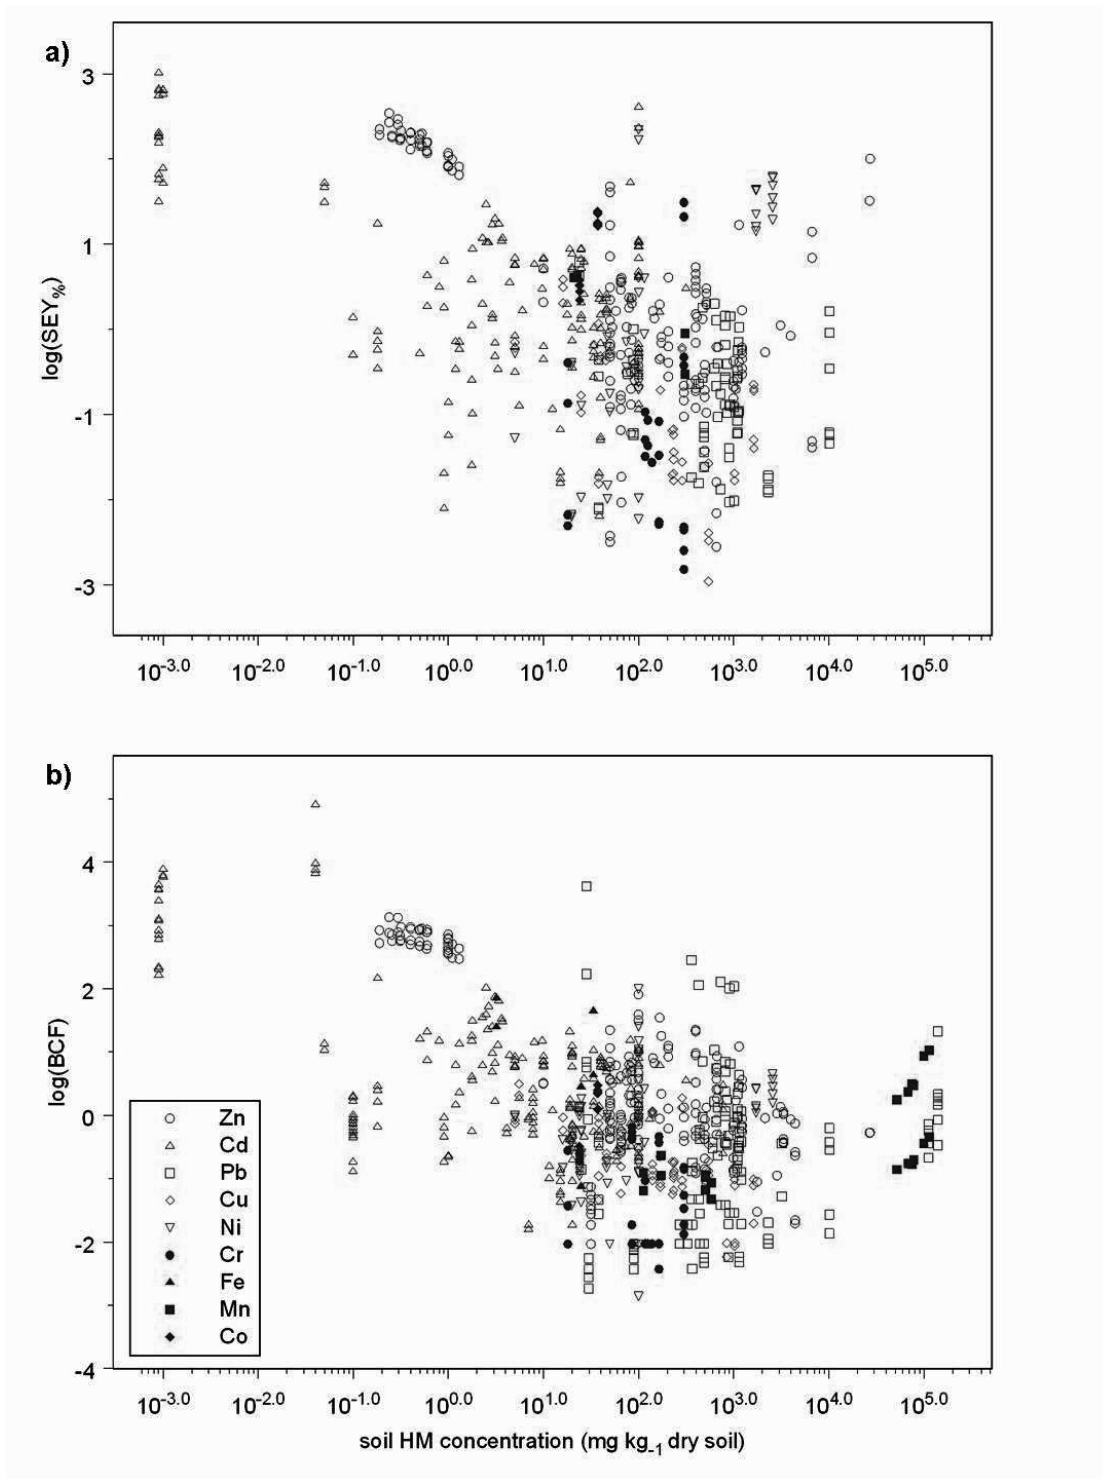 a)
3
1
-1
-3
log(SEY%)
10-3.0 10-2.0 10-1.0 100.0 101.0 102.0 103.0 104.0 105.0
b)
4
2
0
-2
-4
log(BCF)
Zn
Cd
Pb
Cu
Ni
Cr
Fe
Mn
Co
10-3.0 10-2.0 10-1.0 100.0 101.0 102.0 103.0 104.0 105.0
soil HM concentration (mg kg-1 dry soil)